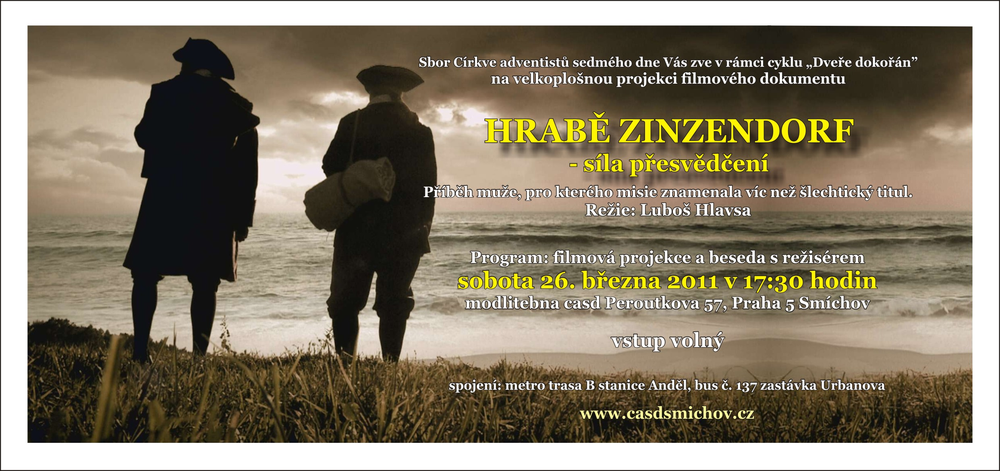 Sbor Církve adventistů sedmého dne Vás zve v rámci cyklu „Dveře dokořán”
na velkoplošnou projekci filmového dokumentu
HRABĚ ZINZENDORF
- síla přesvědčení
Příběh muže, pro kterého misie znamenala víc než šlechtický titul.
Režie: Luboš Hlavsa
Program: filmová projekce a beseda s režisérem
sobota 26. března 2011 v 17:30 hodin
modlitebna casd Peroutkova 57, Praha 5 Smíchov
vstup volný
spojení: metro trasa B stanice Anděl, bus č. 137 zastávka Urbanova
www.casdsmichov.cz